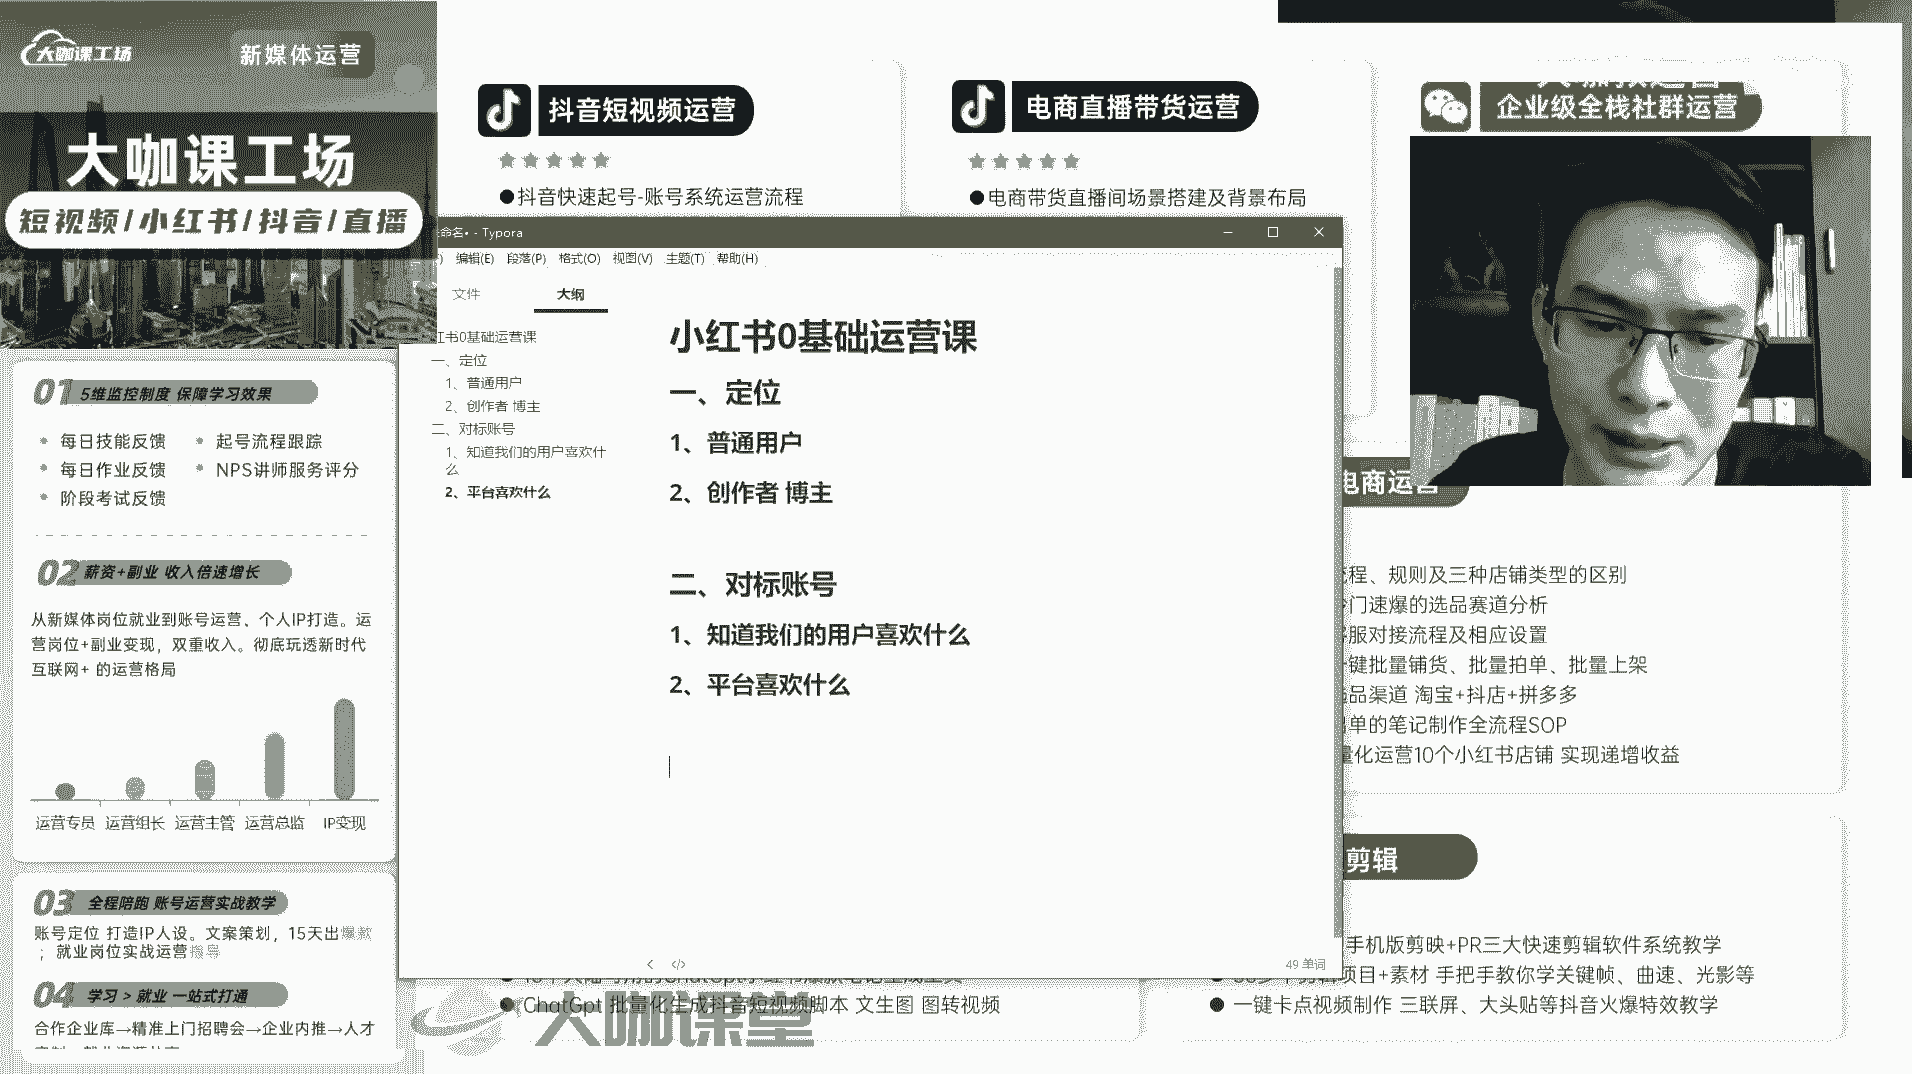 大咖课工场
新媒体运营
大咖课工场
短视频/小红书/抖音/直播
01 5维监控制度 保障学习效果
每日技能反馈
起号流程跟踪
每日作业反馈
NPS讲师服务评分
阶段考试反馈
02 薪资+副业 收入倍速增长
从新媒体岗位就业到账号运营、个人IP打造。运
营岗位+副业变现，双重收入。彻底玩透新时代
互联网+ 的运营格局
运营专员 运营组长 运营主管 运营总监 IP变现
03 全程陪跑 账号运营实战教学
账号定位 打造IP人设。文案策划，15天出爆款
；就业岗位实战运营指导
04 学习 > 就业 一站式打通
合作企业库→精准上门招聘会→企业内推→人才
抖音短视频运营
●抖音快速起号-账号系统运营流程
电商直播带货运营
●电商带货直播间场景搭建及背景布局
企业级全栈社群运营
命名• - Typora
编辑(E) 段落(P) 格式(O) 视图(V) 主题(T) 帮助(H)
文件 大纲
红书0基础运营课
一、定位
1、普通用户
2、创作者 博主
二、对标账号
1、知道我们的用户喜欢什
么
2、平台喜欢什么
小红书0基础运营课
一、定位
1、普通用户
2、创作者 博主
二、对标账号
1、知道我们的用户喜欢什么
2、平台喜欢什么
</>
49 单词
电商运营
流程、规则及三种店铺类型的区别
门速爆的选品赛道分析
客服对接流程及相应设置
一键批量铺货、批量拍单、批量上架
选品渠道 淘宝+抖店+拼多多
出单的笔记制作全流程SOP
量化运营10个小红书店铺 实现递增收益
剪辑
手机版剪映+PR三大快速剪辑软件系统教学
项目+素材 手把手教你学关键帧、曲速、光影等
●一键卡点视频制作 三联屏、大头贴等抖音火爆特效教学
●ChatGpt 批量化生成抖音短视频脚本 文生图 图转视频
大咖课堂